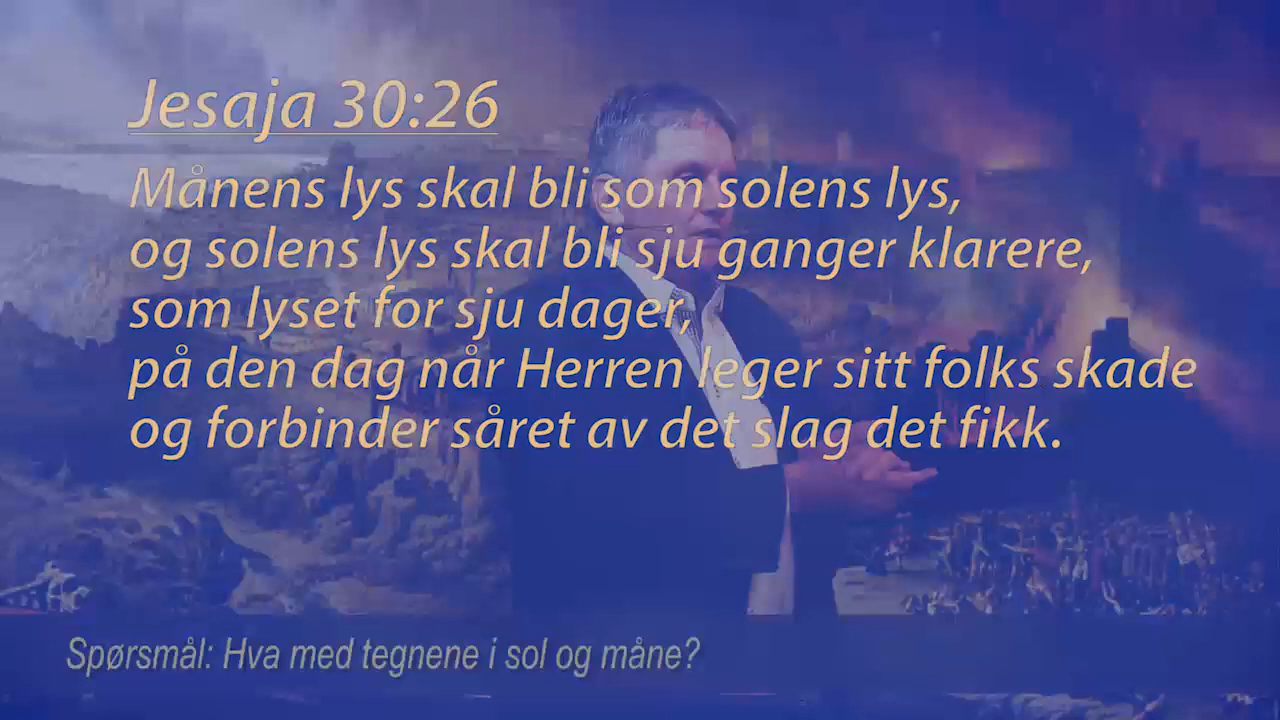 Jesaja 30:26
Månens lys skal bli som solens lys,
og solens lys skal bli sju ganger klarere,
som lyset for sju dager,
på den dag når Herren leger sitt folks skade
og forbinder såret av det slag det fikk.
Spørsmål: Hva med tegnene i sol og måne?